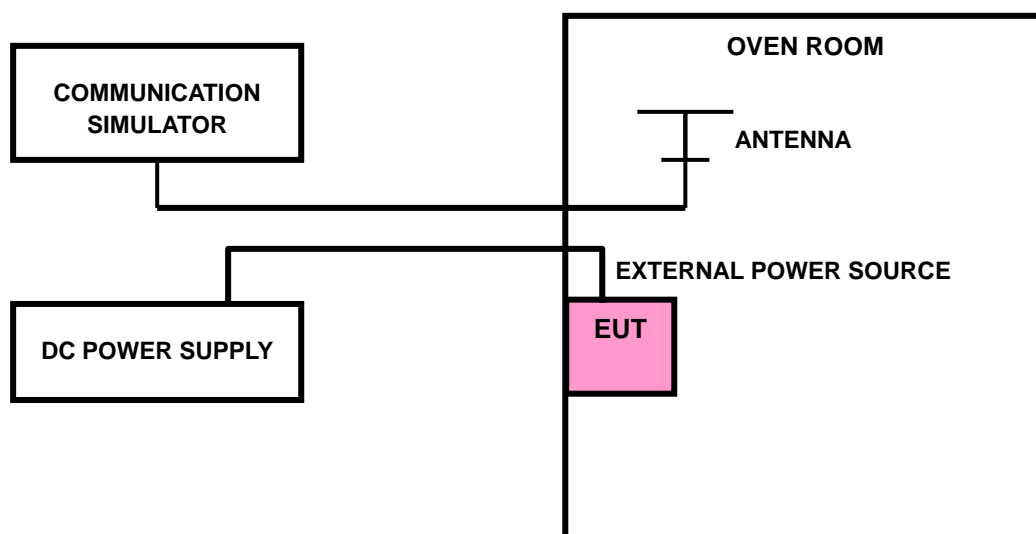 OVEN ROOM
COMMUNICATION
SIMULATOR
ANTENNA
EXTERNAL POWER SOURCE
EUT
DC POWER SUPPLY